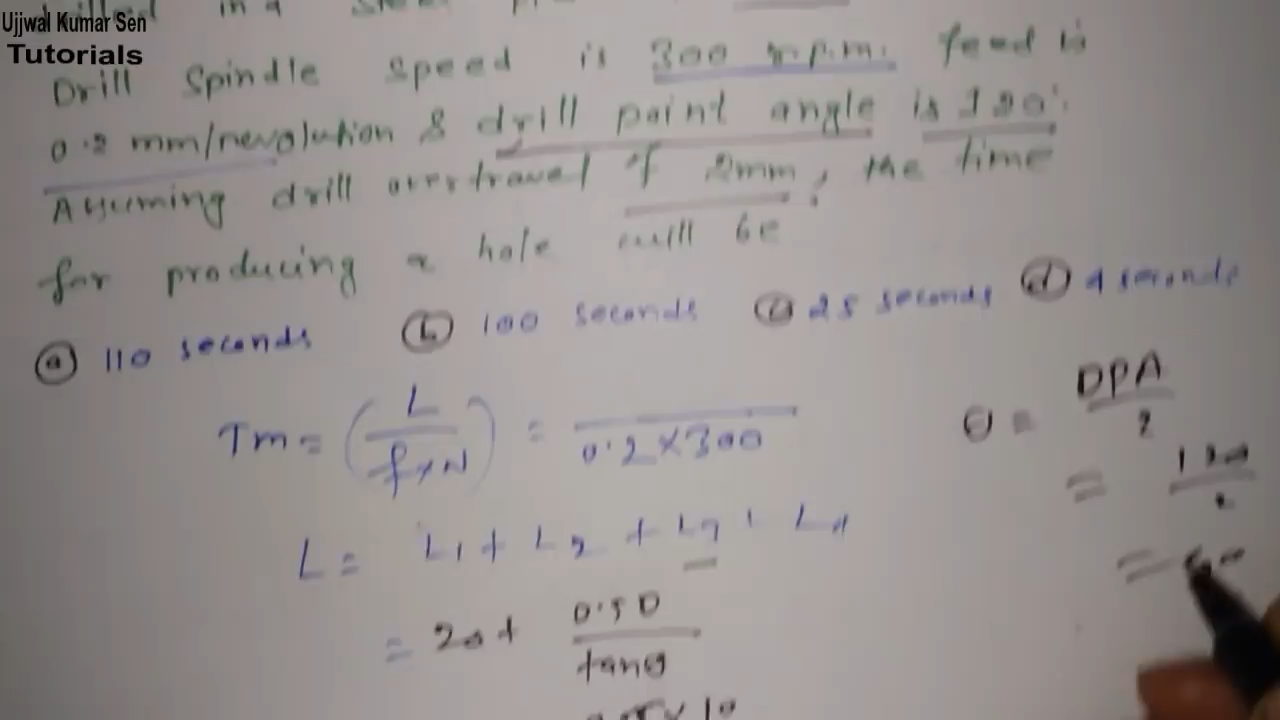 Ujjwal Kumar Sen
Tutorials
drilled in a
Drill Spindle speed is 300 r.p.m. feed is
0.2 mm/revolution & drill point angle is 120°.
Assuming drill overtravel of 2mm, the time
for producing a hole will be
(a) 110 seconds (b) 100 seconds (c) 25 seconds (d) 4 seconds
Tm = (L / f×N) = / 0.2×300
θ = DPA / 2
= 120 / 2
= 60
L = L1 + L2 + L3 + L4
= 20 + 0.5D / tanθ